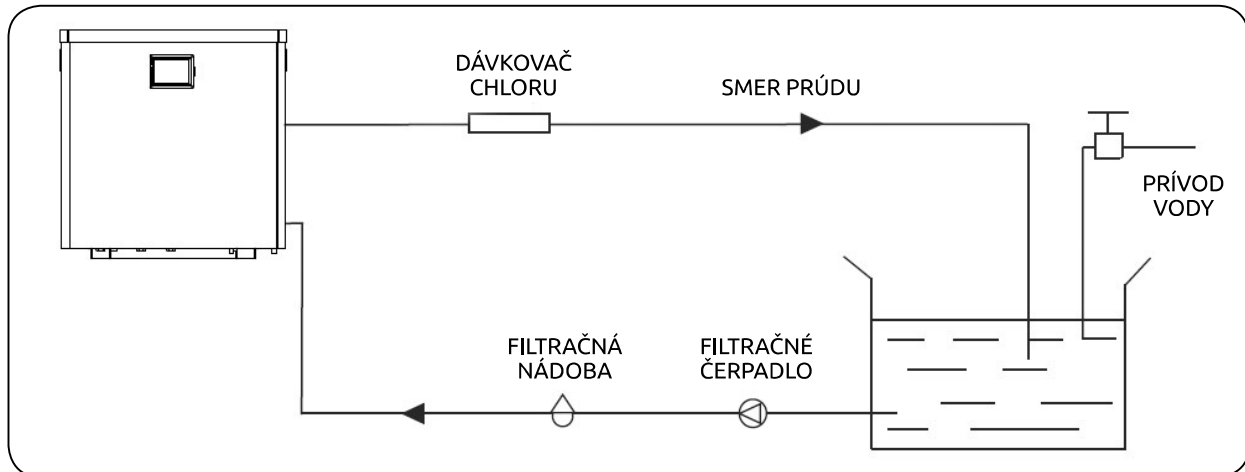 DÁVKOVAČ
CHLORU
SMER PRÚDU
PRÍVOD
VODY
FILTRAČNÁ
NÁDOBA
FILTRAČNÉ
ČERPADLO